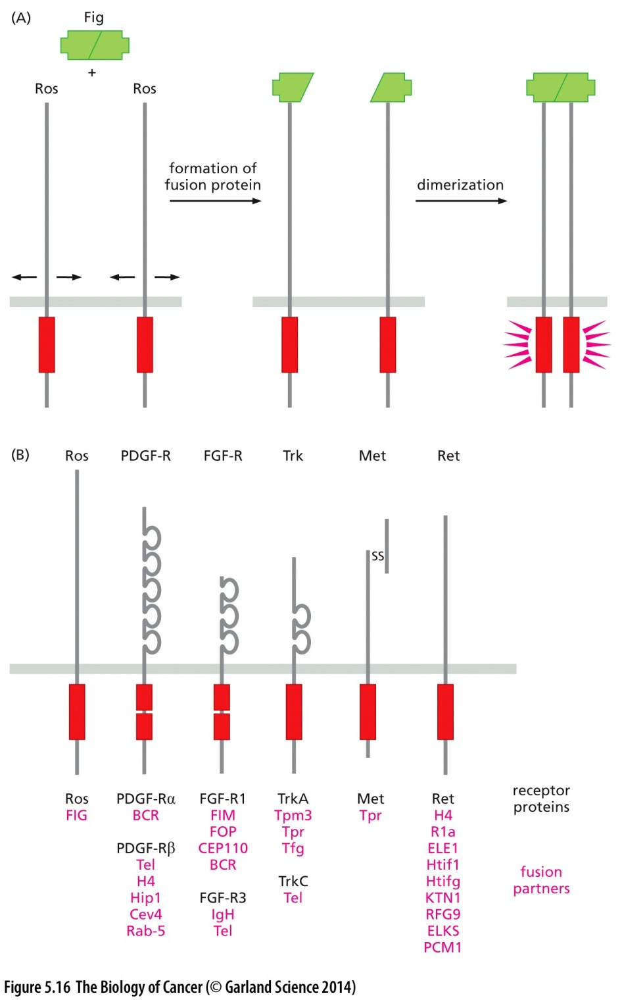 (A)
Fig
+
Ros
Ros
formation of
fusion protein
dimerization
(B)
Ros
PDGF-R
FGF-R
Trk
Met
Ret
SS
Ros
FIG
PDGF-Rα
BCR
PDGF-Rβ
Tel
H4
Hip1
Cev4
Rab-5
FGF-R1
FIM
FOP
CEP110
BCR
FGF-R3
IgH
Tel
TrkA
Tpm3
Tpr
Tfg
TrkC
Tel
Met
Tpr
Ret
H4
R1a
ELE1
Htif1
Htifg
KTN1
RFG9
ELKS
PCM1
receptor
proteins
fusion
partners
Figure 5.16 The Biology of Cancer (© Garland Science 2014)